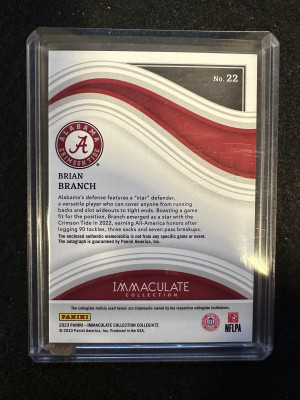 No. 22
ALABAMA
A
CRIMSON TIDE
BRIAN
BRANCH
Alabama's defense features a "star" defender,
a versatile player who can cover anyone from running
backs and slot wideouts to tight ends. Boasting a game
fit for the position, Branch emerged as a star with the
Crimson Tide in 2022, earning All-America honors after
logging 90 tackles, three sacks and seven pass breakups.
The enclosed authentic memorabilia is not from any specific game or event.
The autograph is guaranteed by Panini America, Inc.
IMMACULATE
COLLECTION
The collegiate indicia used herein are trademarks owned by the respective collegiate institutions.
PANINI
2023 PANINI – IMMACULATE COLLECTION COLLEGIATE
© 2023 Panini America, Inc. Produced in the USA.
NFLPA